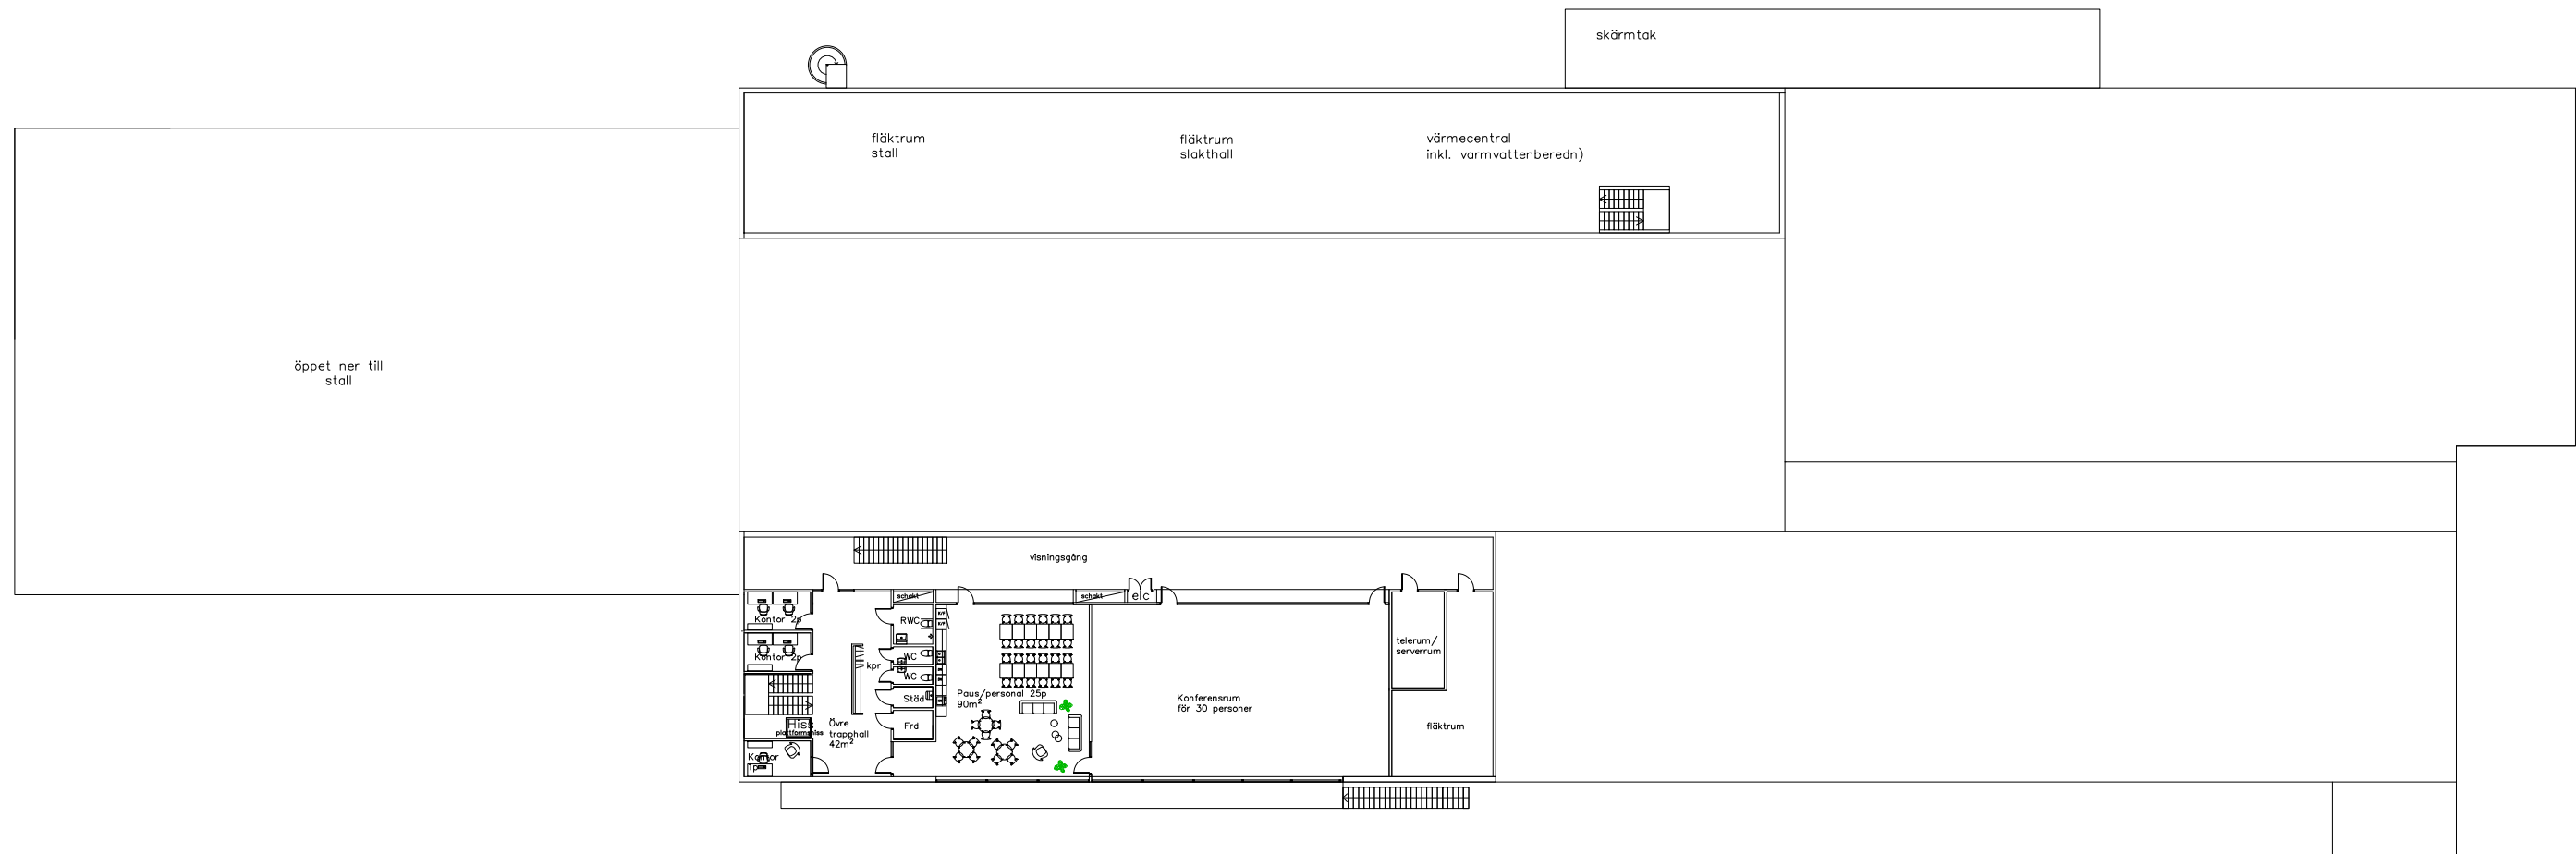 skärmtak
fläktrum
stall
fläktrum
slakthall
värmecentral
inkl. varmvattenberedn)
öppet ner till
stall
visningsgång
schakt
schakt
elc
Kontor 2p
RWC
K/F
K/F
Kontor 2p
WC
kpr
WC
telerum/
serverrum
Städ
Paus/personal 25p
90m²
Konferensrum
för 30 personer
Hiss
plattformshiss
Övre
trapphall
42m²
Frd
fläktrum
Kontor
1p